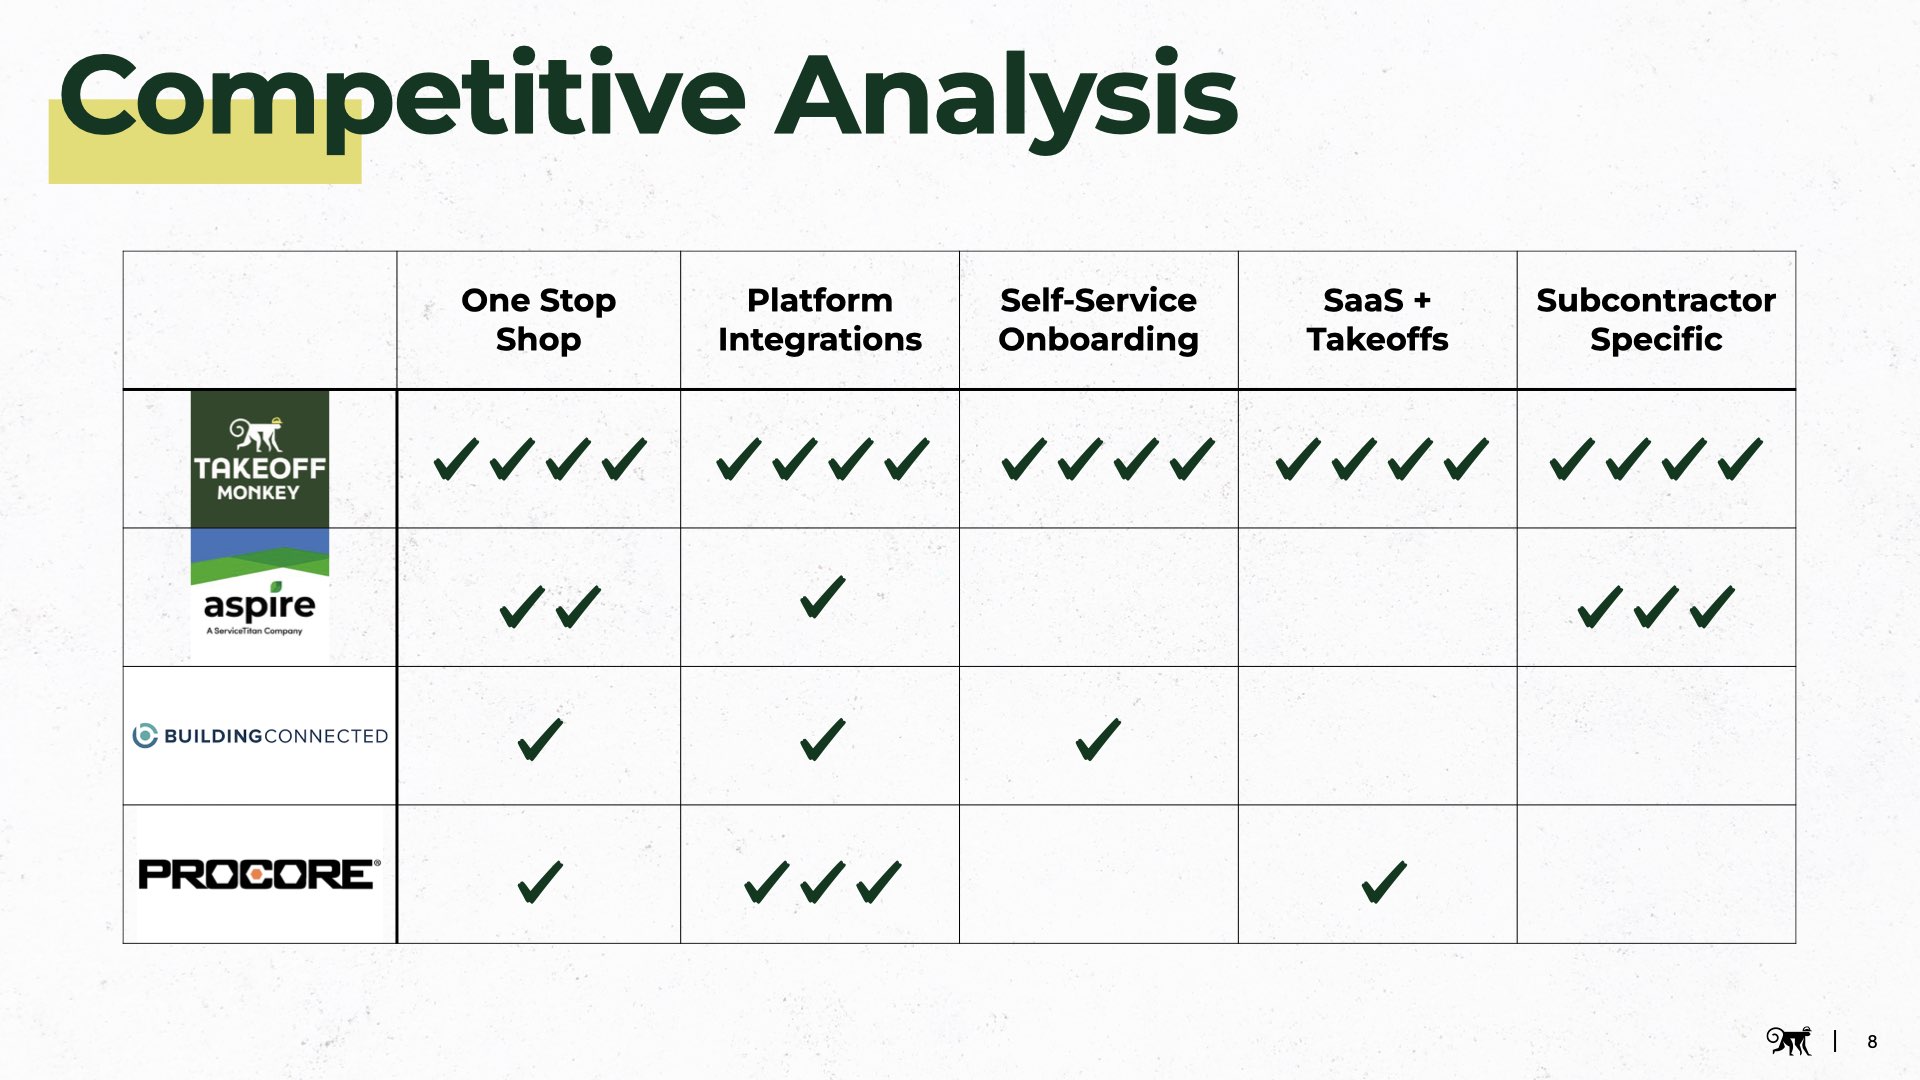 Competitive Analysis
One Stop
Shop
Platform
Integrations
Self-Service
Onboarding
SaaS +
Takeoffs
Subcontractor
Specific
TAKEOFF
MONKEY
✓✓✓✓ ✓✓✓✓ ✓✓✓✓ ✓✓✓✓ ✓✓✓✓
aspire
A ServiceTitan Company
✓✓ ✓ ✓✓✓
BUILDINGCONNECTED
✓ ✓ ✓
PROCORE®
✓ ✓✓✓ ✓
| 8